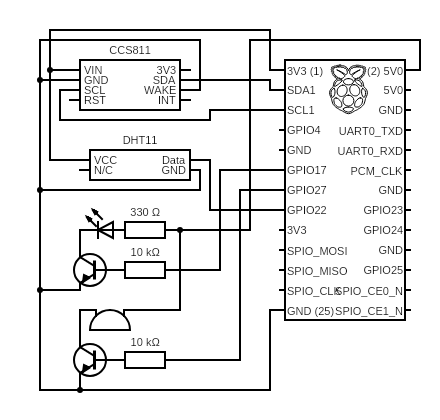 CCS811
VIN 3V3
GND SDA
SCL WAKE
RST INT
DHT11
VCC Data
N/C GND
330 Ω
10 kΩ
10 kΩ
3V3 (1) (2) 5V0
SDA1 5V0
SCL1 GND
GPIO4 UART0_TXD
GND UART0_RXD
GPIO17 PCM_CLK
GPIO27 GND
GPIO22 GPIO23
3V3 GPIO24
SPIO_MOSI GND
SPIO_MISO GPIO25
SPIO_CLK SPIO_CE0_N
GND (25) SPIO_CE1_N